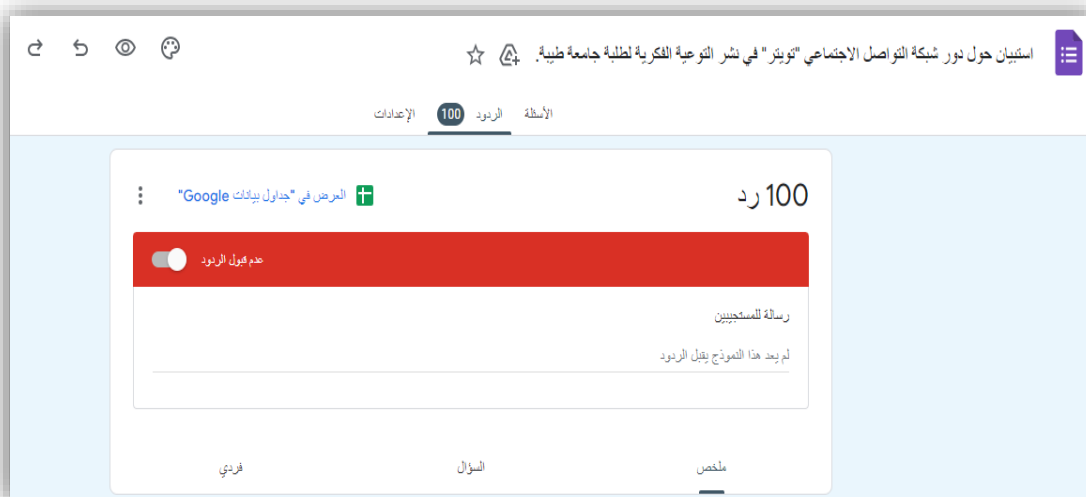 استبيان حول دور شبكة التواصل الاجتماعي "تويتر" في نشر التوعية الفكرية لطلبة جامعة طيبة.
الأسئلة الردود 100 الإعدادات
100 رد
العرض في "جداول بيانات Google"
عدم قبول الردود
رسالة للمستجيبين
لم يعد هذا النموذج يقبل الردود
ملخص السؤال فردي